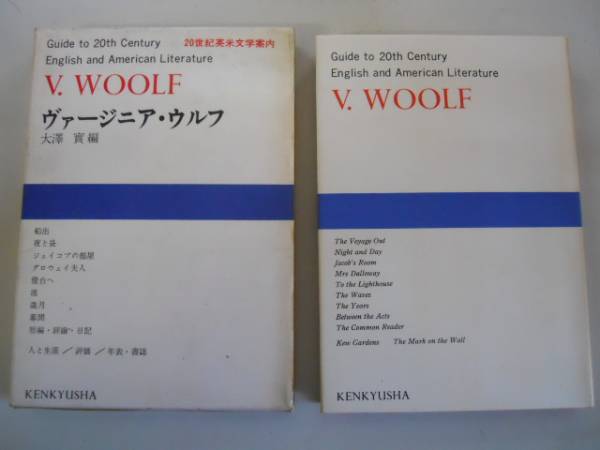 Guide to 20th Century 20世紀英米文学案内
English and American Literature
V. WOOLF
ヴァージニア・ウルフ
大澤 實 編
船出
夜と昼
ジェイコブの部屋
ダロウェイ夫人
燈台へ
波
歳月
幕間
短編・評論・日記
人と生涯／評価／年表・書誌
KENKYUSHA
Guide to 20th Century
English and American Literature
V. WOOLF
The Voyage Out
Night and Day
Jacob's Room
Mrs Dalloway
To the Lighthouse
The Waves
The Years
Between the Acts
The Common Reader
Kew Gardens The Mark on the Wall
KENKYUSHA